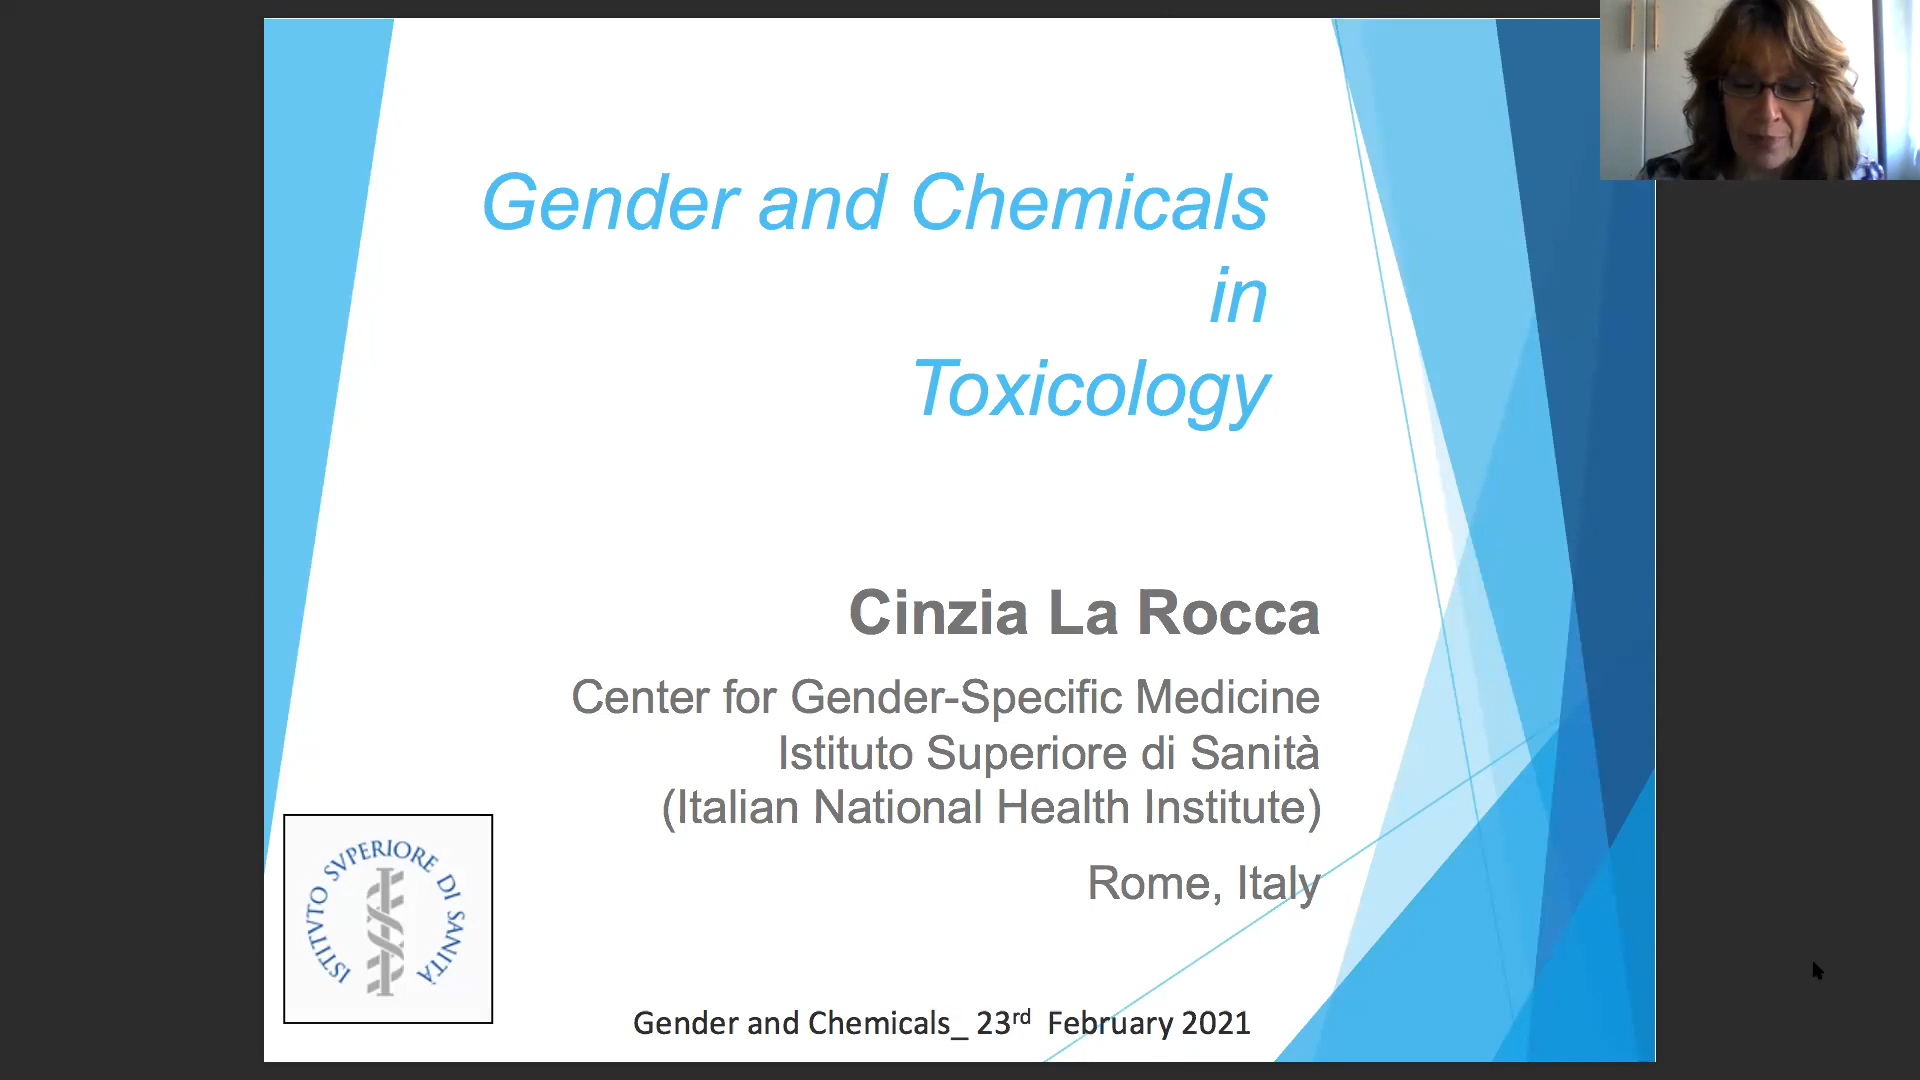 Gender and Chemicals
in
Toxicology
Cinzia La Rocca
Center for Gender-Specific Medicine
Istituto Superiore di Sanità
(Italian National Health Institute)
Rome, Italy
ISTITVTO SVPERIORE DI SANITÀ
Gender and Chemicals_ 23rd February 2021